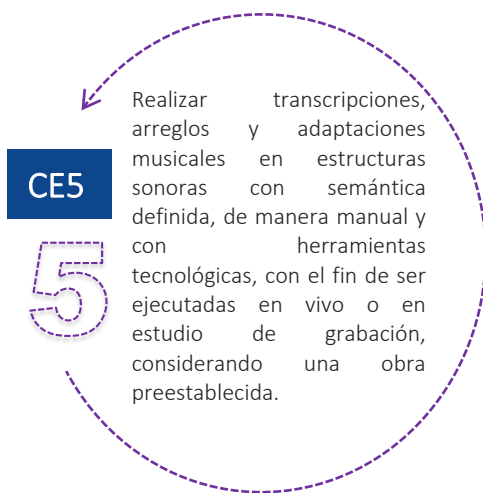 CE5
5
Realizar transcripciones,
arreglos y adaptaciones
musicales en estructuras
sonoras con semántica
definida, de manera manual y
con herramientas
tecnológicas, con el fin de ser
ejecutadas en vivo o en
estudio de grabación,
considerando una obra
preestablecida.